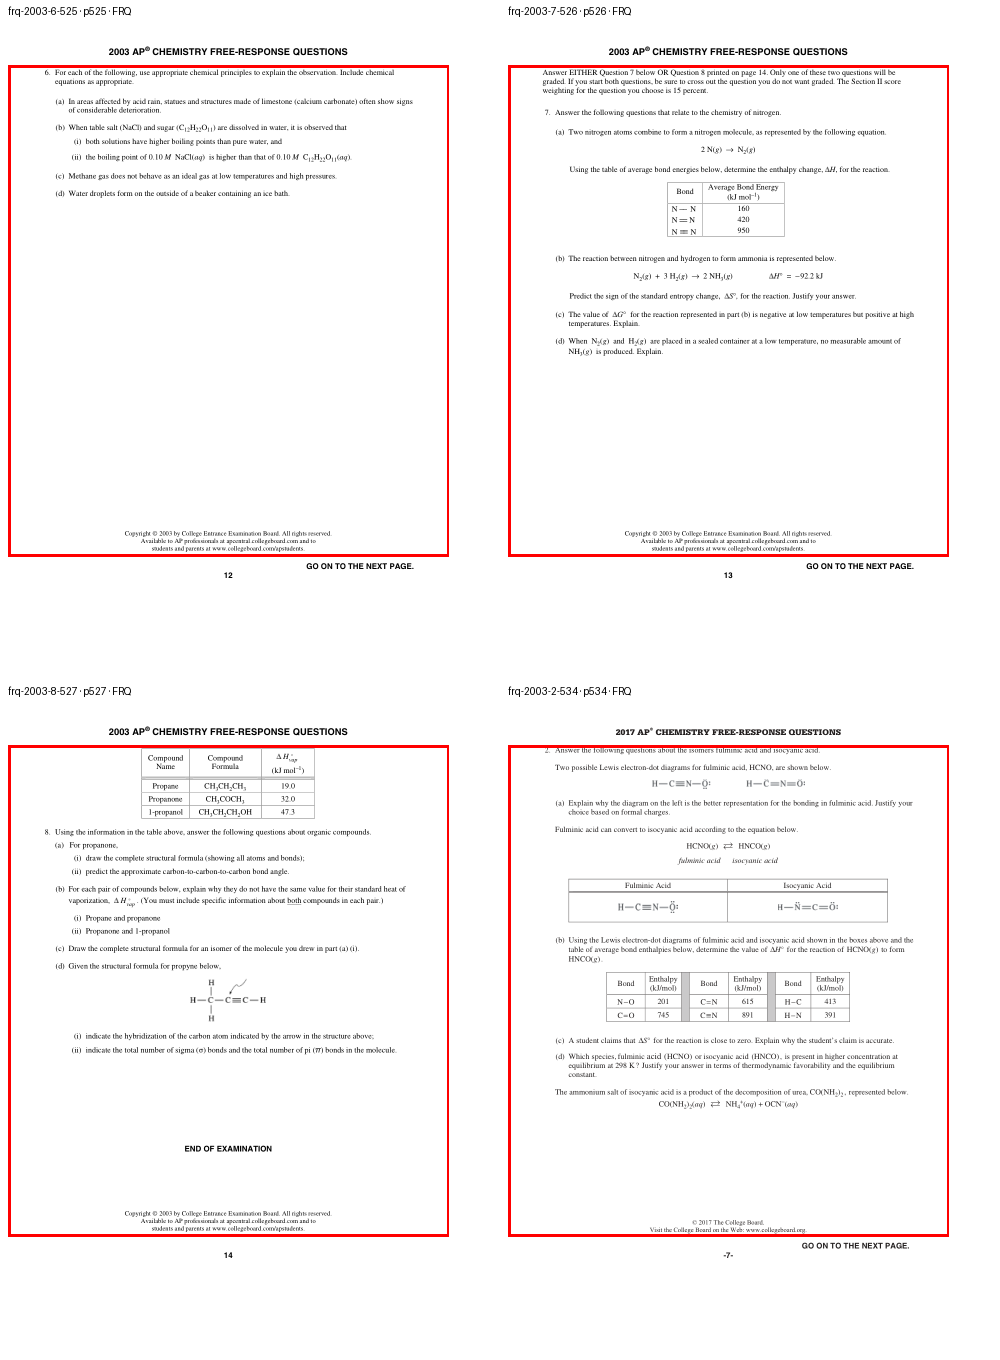 frq-2003-6-525 · p525 · FRQ
2003 AP® CHEMISTRY FREE-RESPONSE QUESTIONS
6. For each of the following, use appropriate chemical principles to explain the observation. Include chemical
equations as appropriate.
(a) In areas affected by acid rain, statues and structures made of limestone (calcium carbonate) often show signs
of considerable deterioration.
(b) When table salt (NaCl) and sugar (C₁₂H₂₂O₁₁) are dissolved in water, it is observed that
(i) both solutions have higher boiling points than pure water, and
(ii) the boiling point of 0.10 M NaCl(aq) is higher than that of 0.10 M C₁₂H₂₂O₁₁(aq).
(c) Methane gas does not behave as an ideal gas at low temperatures and high pressures.
(d) Water droplets form on the outside of a beaker containing an ice bath.
Copyright © 2003 by College Entrance Examination Board. All rights reserved.
Available to AP professionals at apcentral.collegeboard.com and to
students and parents at www.collegeboard.com/apstudents.
GO ON TO THE NEXT PAGE.
12
frq-2003-7-526 · p526 · FRQ
2003 AP® CHEMISTRY FREE-RESPONSE QUESTIONS
Answer EITHER Question 7 below OR Question 8 printed on page 14. Only one of these two questions will be
graded. If you start both questions, be sure to cross out the question you do not want graded. The Section II score
weighting for the question you choose is 15 percent.
7. Answer the following questions that relate to the chemistry of nitrogen.
(a) Two nitrogen atoms combine to form a nitrogen molecule, as represented by the following equation.
2 N(g) → N₂(g)
Using the table of average bond energies below, determine the enthalpy change, ΔH, for the reaction.
Bond Average Bond Energy (kJ mol⁻¹)
N — N 160
N = N 420
N ≡ N 950
(b) The reaction between nitrogen and hydrogen to form ammonia is represented below.
N₂(g) + 3 H₂(g) → 2 NH₃(g) ΔH° = −92.2 kJ
Predict the sign of the standard entropy change, ΔS°, for the reaction. Justify your answer.
(c) The value of ΔG° for the reaction represented in part (b) is negative at low temperatures but positive at high
temperatures. Explain.
(d) When N₂(g) and H₂(g) are placed in a sealed container at a low temperature, no measurable amount of
NH₃(g) is produced. Explain.
Copyright © 2003 by College Entrance Examination Board. All rights reserved.
Available to AP professionals at apcentral.collegeboard.com and to
students and parents at www.collegeboard.com/apstudents.
GO ON TO THE NEXT PAGE.
13
frq-2003-8-527 · p527 · FRQ
2003 AP® CHEMISTRY FREE-RESPONSE QUESTIONS
Compound Name Compound Formula ΔH°vap (kJ mol⁻¹)
Propane CH₃CH₂CH₃ 19.0
Propanone CH₃COCH₃ 32.0
1-propanol CH₃CH₂CH₂OH 47.3
8. Using the information in the table above, answer the following questions about organic compounds.
(a) For propanone,
(i) draw the complete structural formula (showing all atoms and bonds);
(ii) predict the approximate carbon-to-carbon-to-carbon bond angle.
(b) For each pair of compounds below, explain why they do not have the same value for their standard heat of
vaporization, ΔH°vap. (You must include specific information about both compounds in each pair.)
(i) Propane and propanone
(ii) Propanone and 1-propanol
(c) Draw the complete structural formula for an isomer of the molecule you drew in part (a) (i).
(d) Given the structural formula for propyne below,
H
H—C—C≡C—H
H
(i) indicate the hybridization of the carbon atom indicated by the arrow in the structure above;
(ii) indicate the total number of sigma (σ) bonds and the total number of pi (π) bonds in the molecule.
END OF EXAMINATION
Copyright © 2003 by College Entrance Examination Board. All rights reserved.
Available to AP professionals at apcentral.collegeboard.com and to
students and parents at www.collegeboard.com/apstudents.
14
frq-2003-2-534 · p534 · FRQ
2017 AP® CHEMISTRY FREE-RESPONSE QUESTIONS
2. Answer the following questions about the isomers fulminic acid and isocyanic acid.
Two possible Lewis electron-dot diagrams for fulminic acid, HCNO, are shown below.
H—C≡N—O: H—C=N=O:
(a) Explain why the diagram on the left is the better representation for the bonding in fulminic acid. Justify your
choice based on formal charges.
Fulminic acid can convert to isocyanic acid according to the equation below.
HCNO(g) ⇄ HNCO(g)
fulminic acid isocyanic acid
Fulminic Acid Isocyanic Acid
H—C≡N—O: H—N=C=O:
(b) Using the Lewis electron-dot diagrams of fulminic acid and isocyanic acid shown in the boxes above and the
table of average bond enthalpies below, determine the value of ΔH° for the reaction of HCNO(g) to form
HNCO(g).
Bond Enthalpy (kJ/mol) Bond Enthalpy (kJ/mol) Bond Enthalpy (kJ/mol)
N–O 201 C=N 615 H–C 413
C=O 745 C≡N 891 H–N 391
(c) A student claims that ΔS° for the reaction is close to zero. Explain why the student's claim is accurate.
(d) Which species, fulminic acid (HCNO) or isocyanic acid (HNCO), is present in higher concentration at
equilibrium at 298 K? Justify your answer in terms of thermodynamic favorability and the equilibrium
constant.
The ammonium salt of isocyanic acid is a product of the decomposition of urea, CO(NH₂)₂, represented below.
CO(NH₂)₂(aq) ⇄ NH₄⁺(aq) + OCN⁻(aq)
© 2017 The College Board.
Visit the College Board on the Web: www.collegeboard.org.
GO ON TO THE NEXT PAGE.
-7-